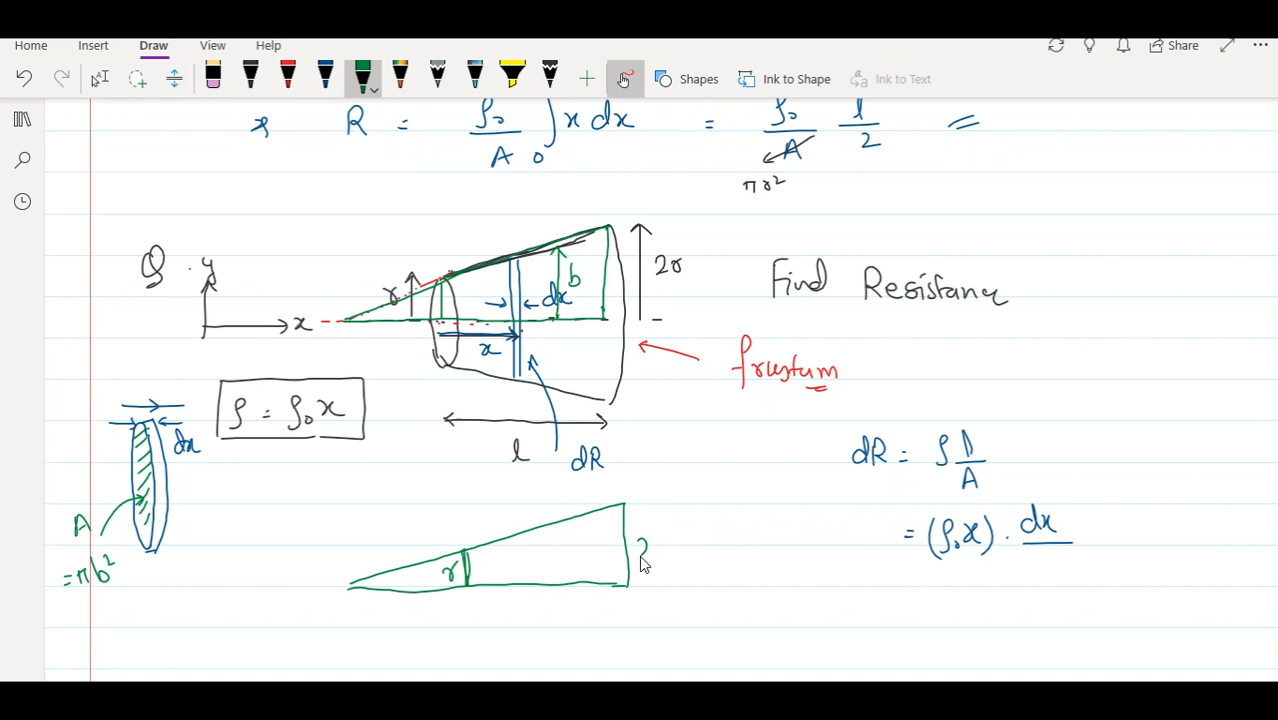 Home Insert Draw View Help Share
Shapes Ink to Shape Ink to Text
⇒ R = ρ₀/A ∫₀ x dx = ρ₀/A l/2 =
πr²
Q. y
x
r
dx
b
2r
Find Resistance
x
frustum
ρ = ρ₀x
dx
l
dR
dR = ρ l/A
A
= πb²
= (ρ₀x) . dx
r
2